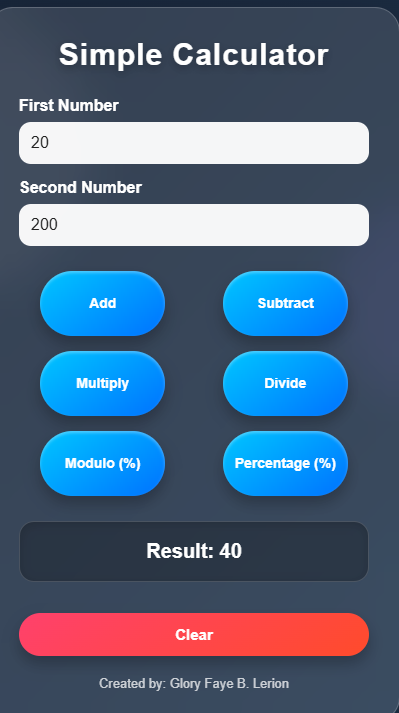 Simple Calculator
First Number
20
Second Number
200
Add Subtract
Multiply Divide
Modulo (%) Percentage (%)
Result: 40
Clear
Created by: Glory Faye B. Lerion